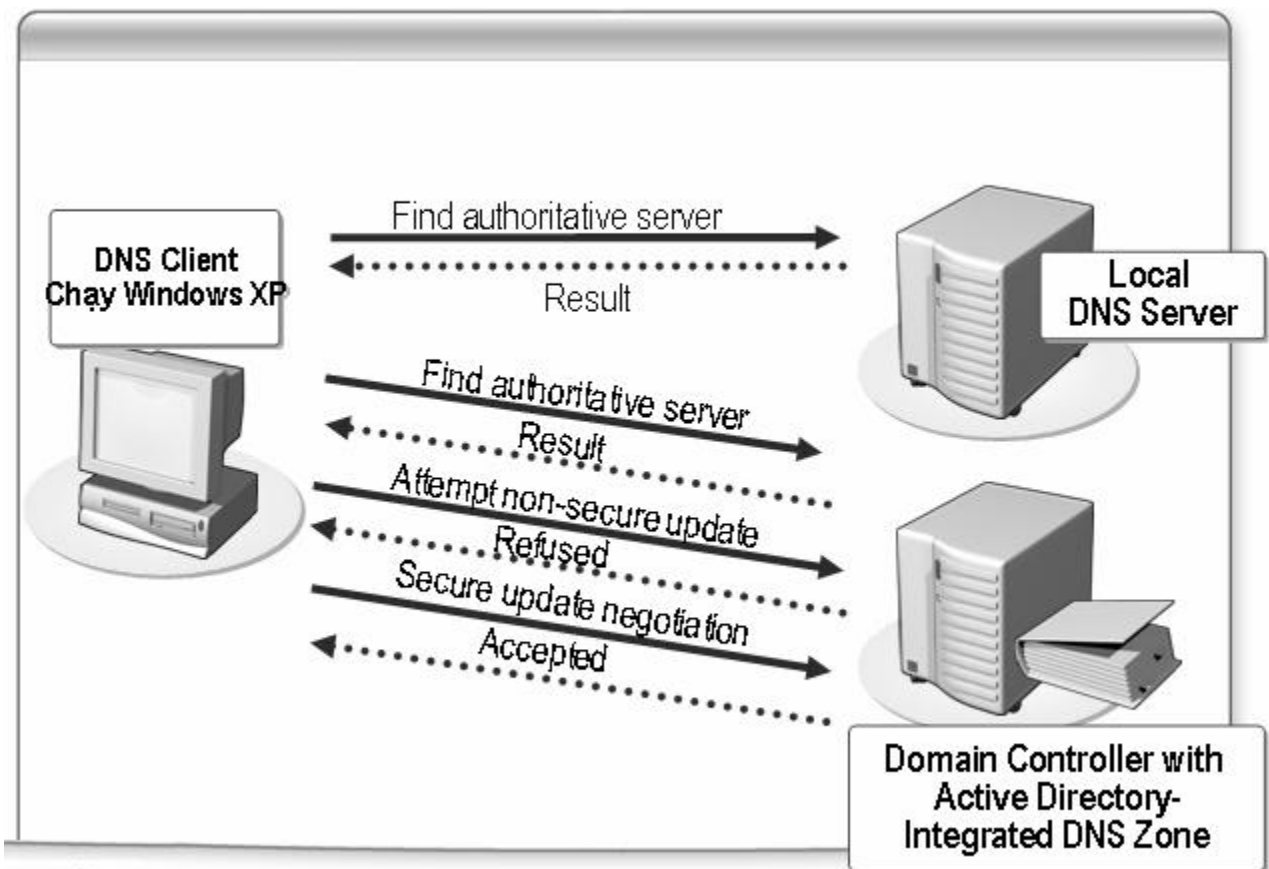 Find authoritative server
DNS Client
Chạy Windows XP
Result
Local
DNS Server
Find authoritative server
Result
Attempt non-secure update
Refused
Secure update negotiation
Accepted
Domain Controller with
Active Directory-
Integrated DNS Zone